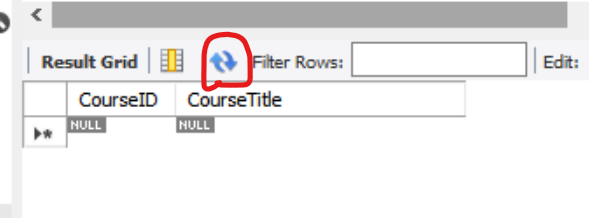 Result Grid Filter Rows: Edit:
CourseID CourseTitle
NULL NULL